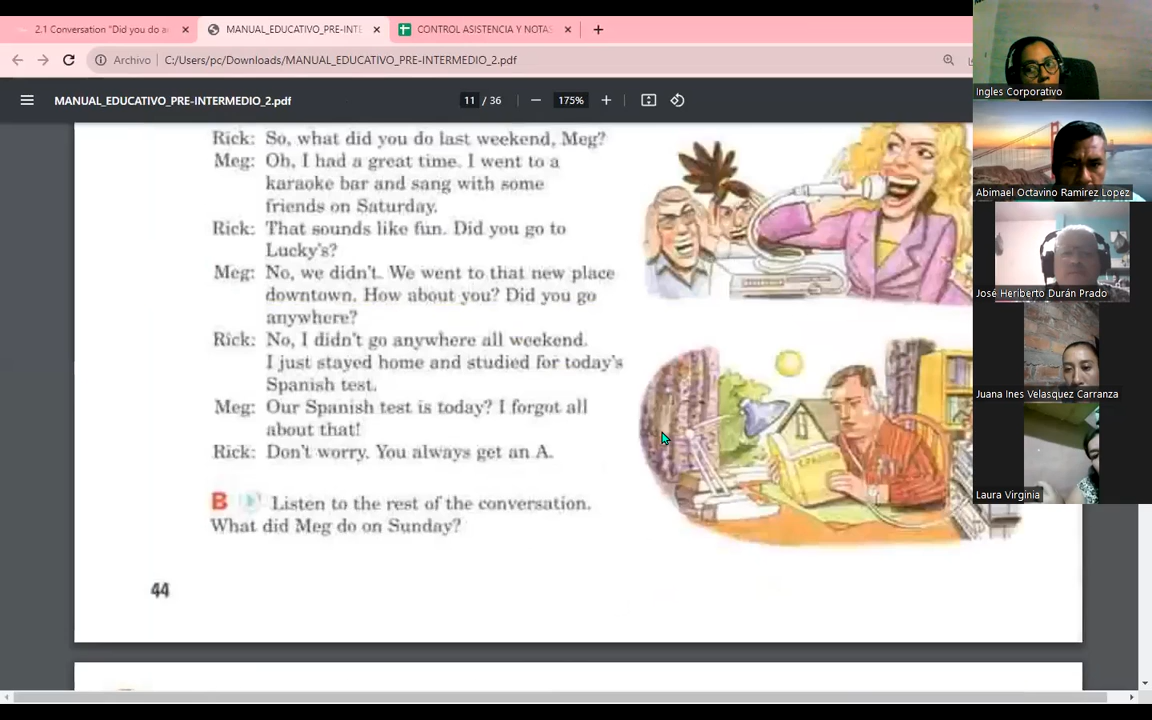 2.1 Conversation "Did you do a
MANUAL_EDUCATIVO_PRE-INTE
CONTROL ASISTENCIA Y NOTAS
Archivo
C:/Users/pc/Downloads/MANUAL_EDUCATIVO_PRE-INTERMEDIO_2.pdf
MANUAL_EDUCATIVO_PRE-INTERMEDIO_2.pdf
11 / 36
175%
Rick: So, what did you do last weekend, Meg?
Meg: Oh, I had a great time. I went to a
karaoke bar and sang with some
friends on Saturday.
Rick: That sounds like fun. Did you go to
Lucky's?
Meg: No, we didn't. We went to that new place
downtown. How about you? Did you go
anywhere?
Rick: No, I didn't go anywhere all weekend.
I just stayed home and studied for today's
Spanish test.
Meg: Our Spanish test is today? I forgot all
about that!
Rick: Don't worry. You always get an A.
B Listen to the rest of the conversation.
What did Meg do on Sunday?
44
Ingles Corporativo
Abimael Octavino Ramirez Lopez
José Heriberto Durán Prado
Juana Ines Velasquez Carranza
Laura Virginia